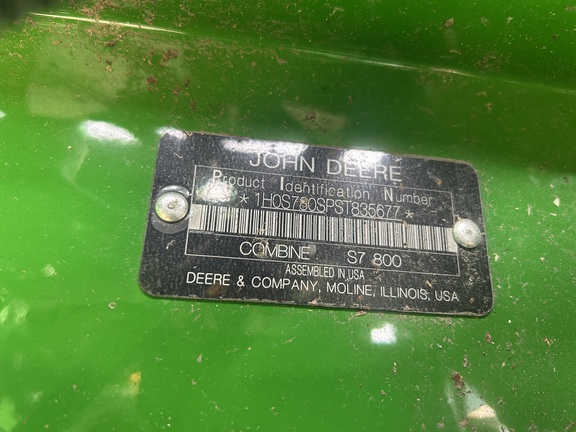 JOHN DEERE
Product Identification Number
*1H0S780SPST835677*
COMBINE S7 800
ASSEMBLED IN USA
DEERE & COMPANY, MOLINE, ILLINOIS, USA